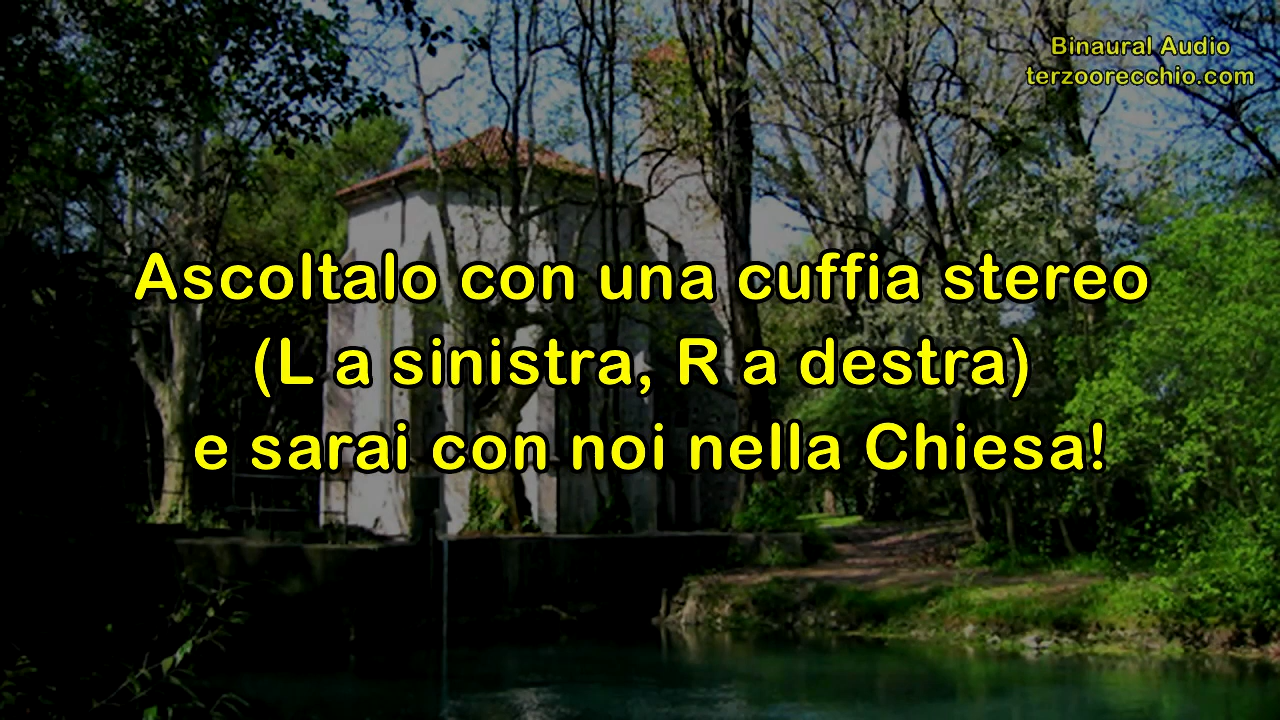 Binaural Audio
terzoorecchio.com
Ascoltalo con una cuffia stereo
(L a sinistra, R a destra)
e sarai con noi nella Chiesa!